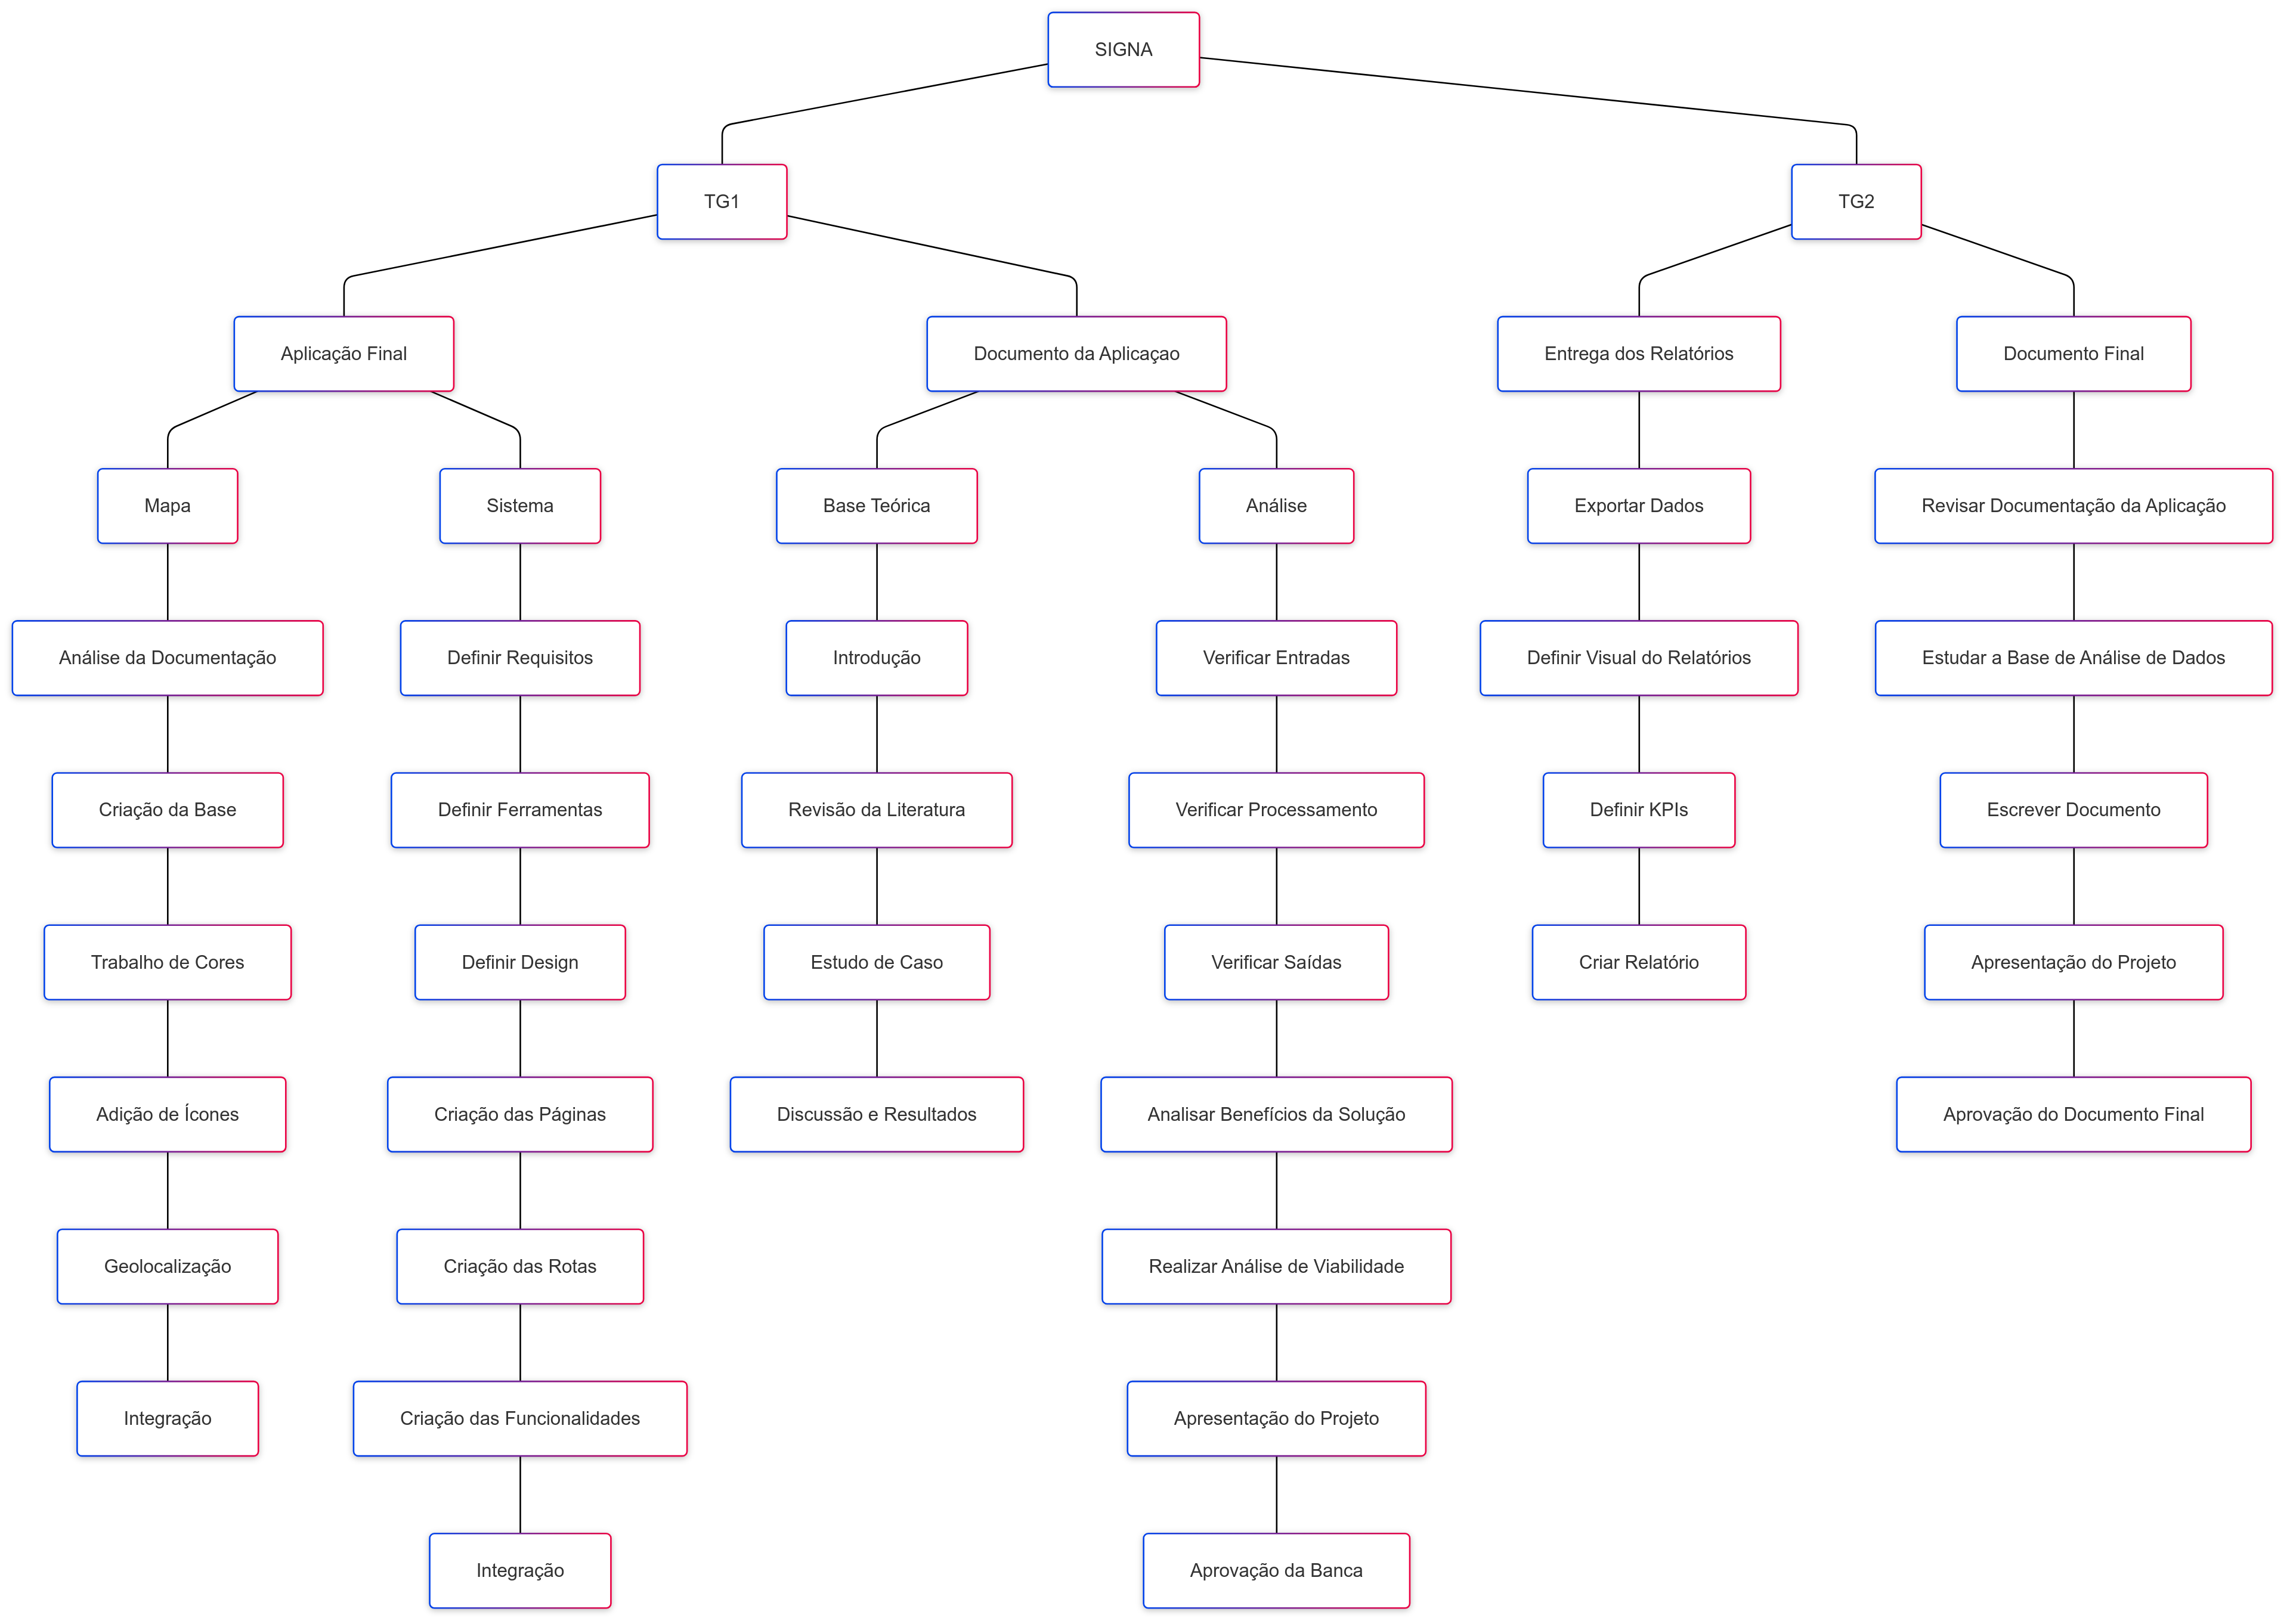 SIGNA
TG1
TG2
Aplicação Final
Documento da Aplicaçao
Entrega dos Relatórios
Documento Final
Mapa
Sistema
Base Teórica
Análise
Exportar Dados
Revisar Documentação da Aplicação
Análise da Documentação
Definir Requisitos
Introdução
Verificar Entradas
Definir Visual do Relatórios
Estudar a Base de Análise de Dados
Criação da Base
Definir Ferramentas
Revisão da Literatura
Verificar Processamento
Definir KPIs
Escrever Documento
Trabalho de Cores
Definir Design
Estudo de Caso
Verificar Saídas
Criar Relatório
Apresentação do Projeto
Adição de Ícones
Criação das Páginas
Discussão e Resultados
Analisar Benefícios da Solução
Aprovação do Documento Final
Geolocalização
Criação das Rotas
Realizar Análise de Viabilidade
Integração
Criação das Funcionalidades
Apresentação do Projeto
Integração
Aprovação da Banca